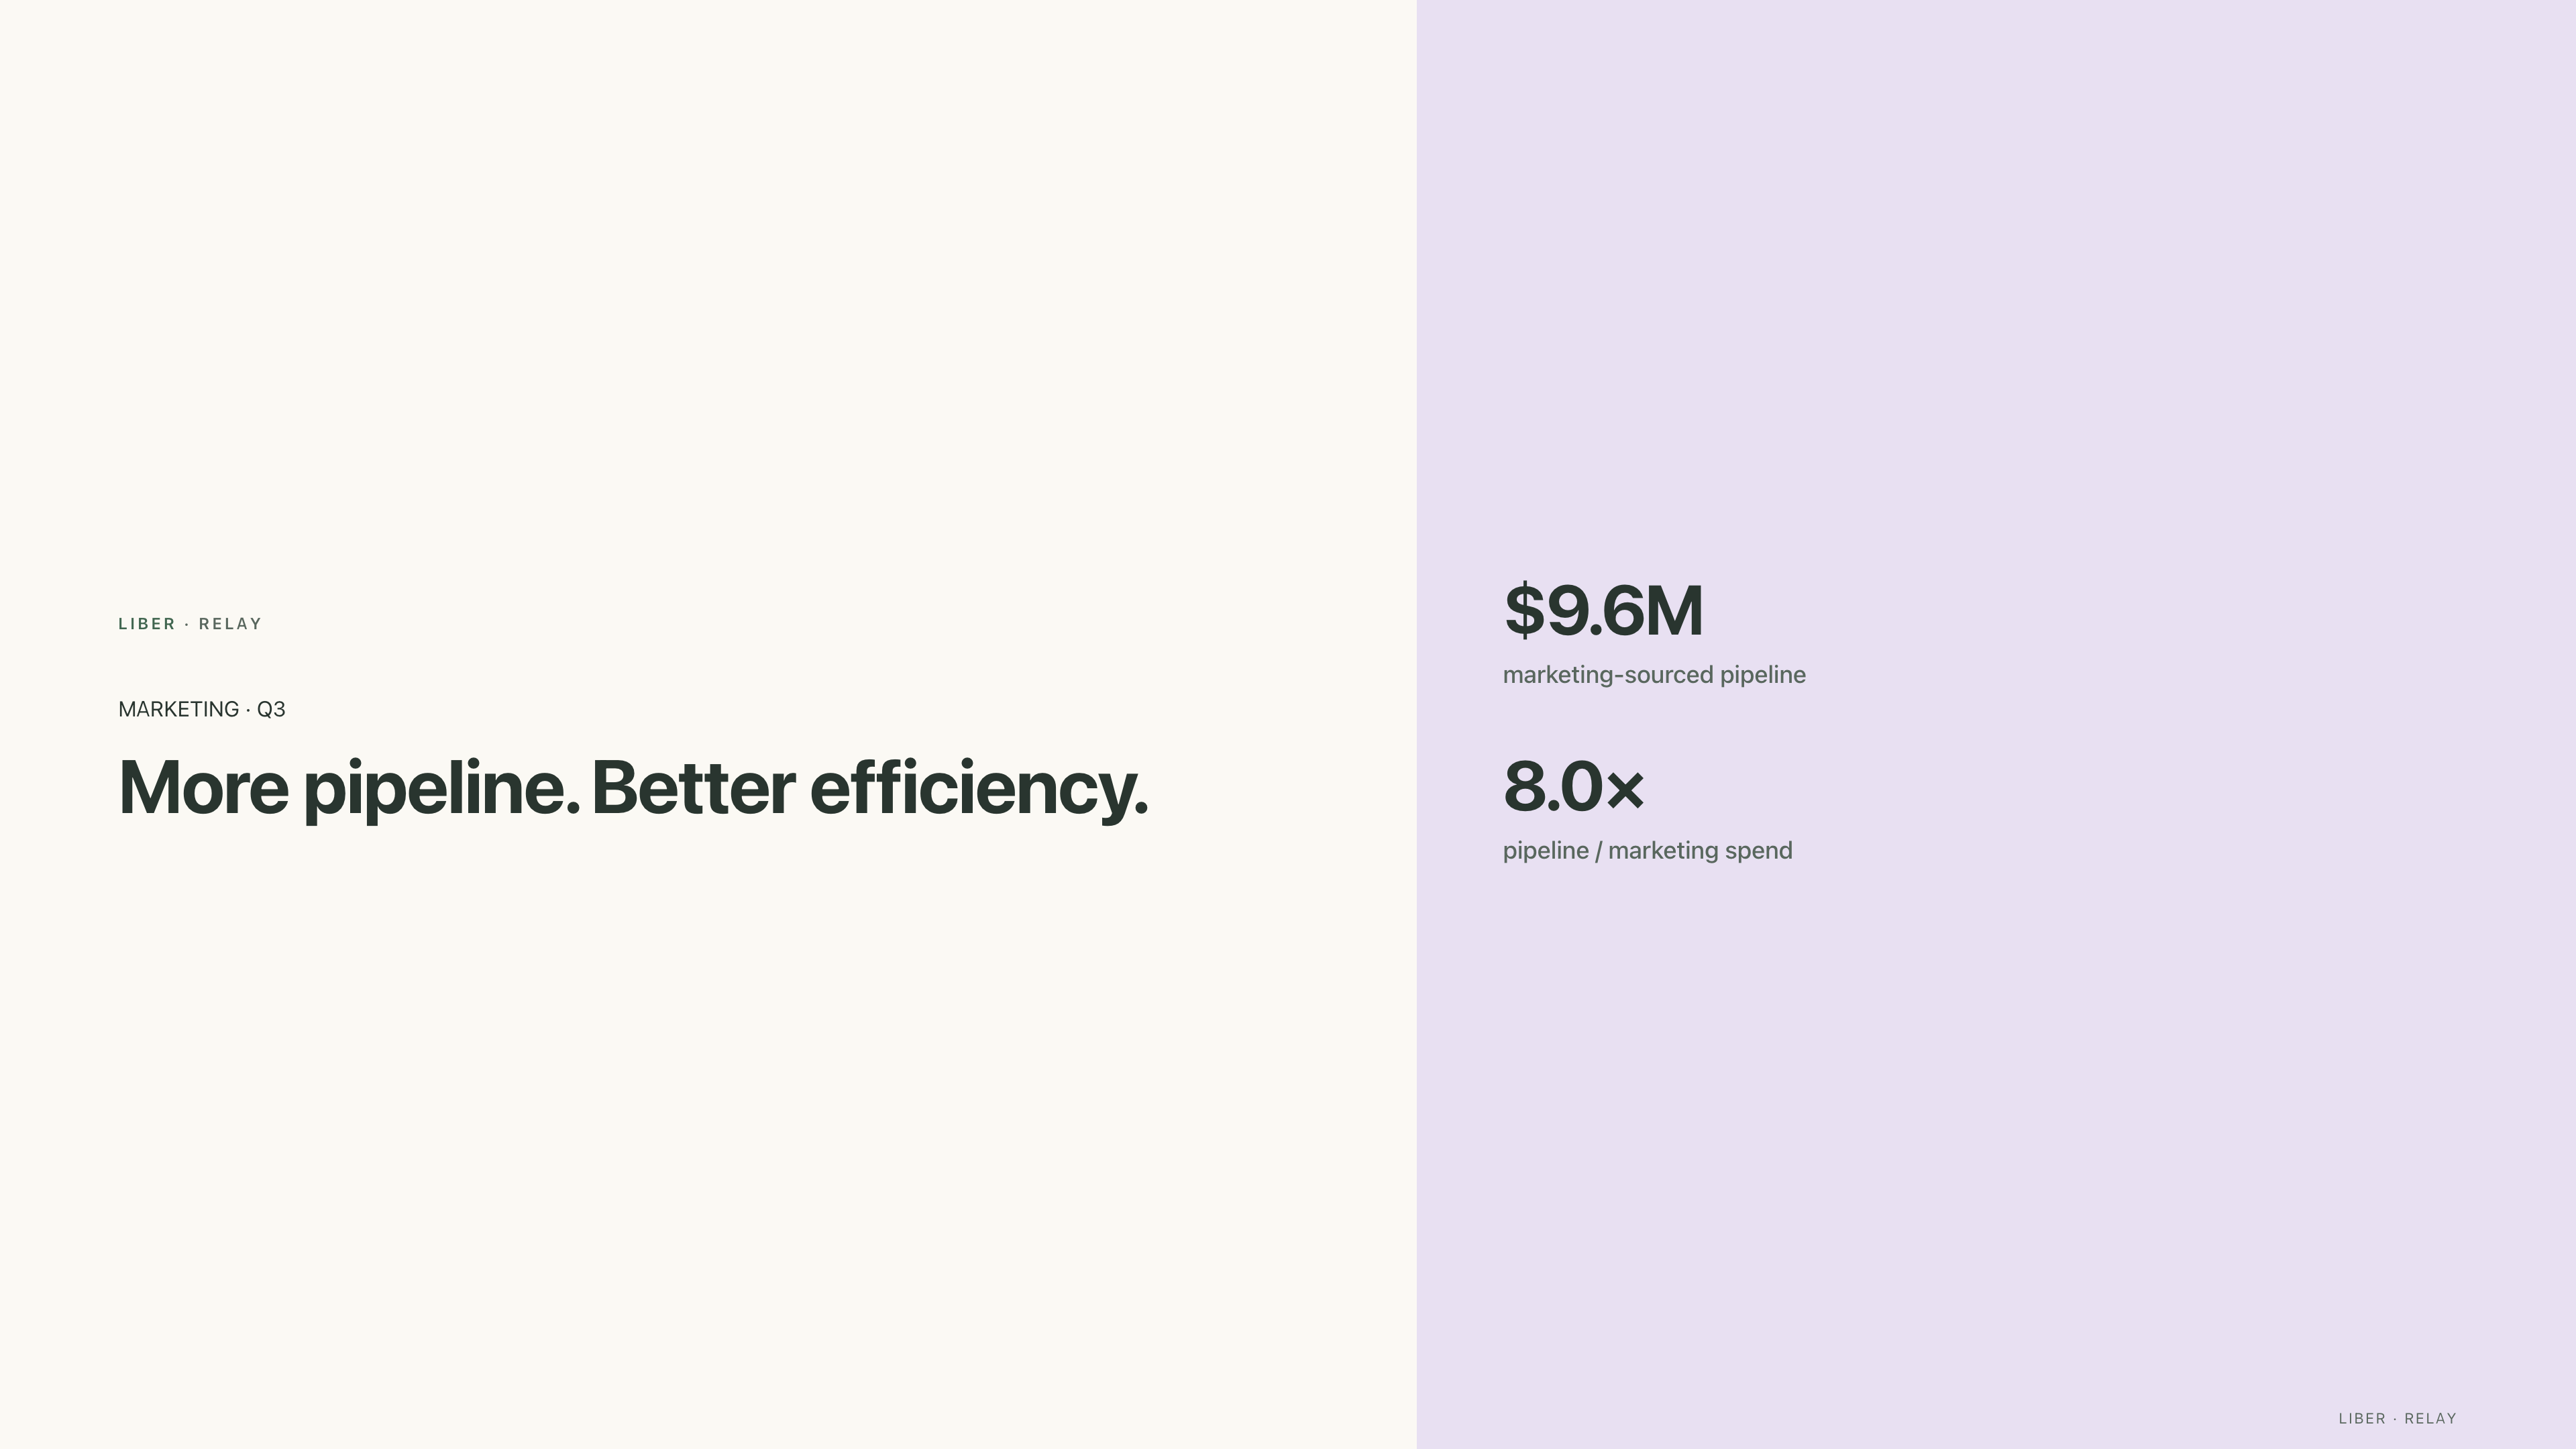 LIBER · RELAY
MARKETING · Q3
More pipeline. Better efficiency.
$9.6M
marketing-sourced pipeline
8.0×
pipeline / marketing spend
LIBER · RELAY